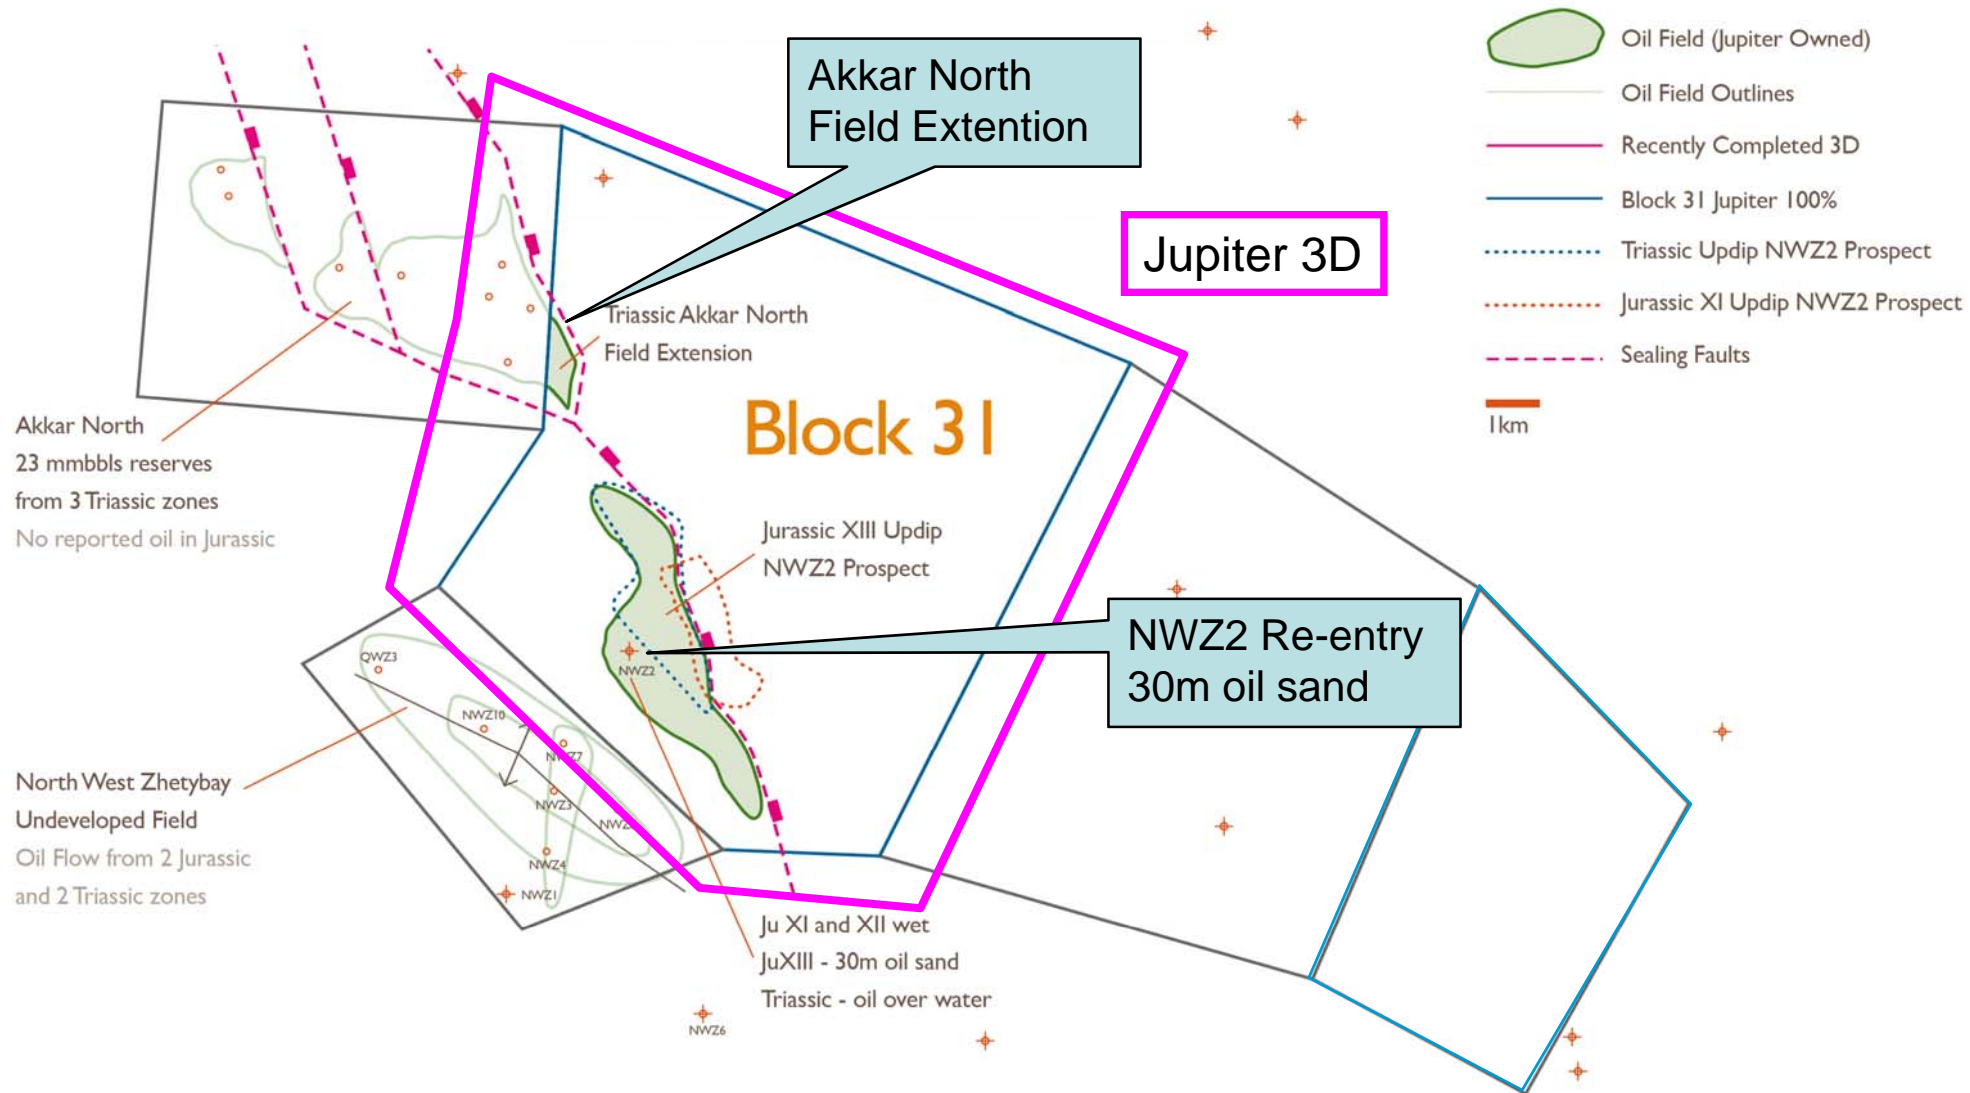 Akkar North
Field Extention
Oil Field (Jupiter Owned)
Oil Field Outlines
Recently Completed 3D
Block 31 Jupiter 100%
Triassic Updip NWZ2 Prospect
Jurassic XI Updip NWZ2 Prospect
Sealing Faults
1km
Jupiter 3D
Triassic Akkar North
Field Extension
Block 31
Akkar North
23 mmbbls reserves
from 3 Triassic zones
No reported oil in Jurassic
Jurassic XIII Updip
NWZ2 Prospect
NWZ2 Re-entry
30m oil sand
NWZ2
QWZ3
NWZ10
NWZ7
NWZ3
NWZ4
NWZ1
North West Zhetybay
Undeveloped Field
Oil Flow from 2 Jurassic
and 2 Triassic zones
Ju XI and XII wet
JuXIII - 30m oil sand
Triassic - oil over water
NWZ6